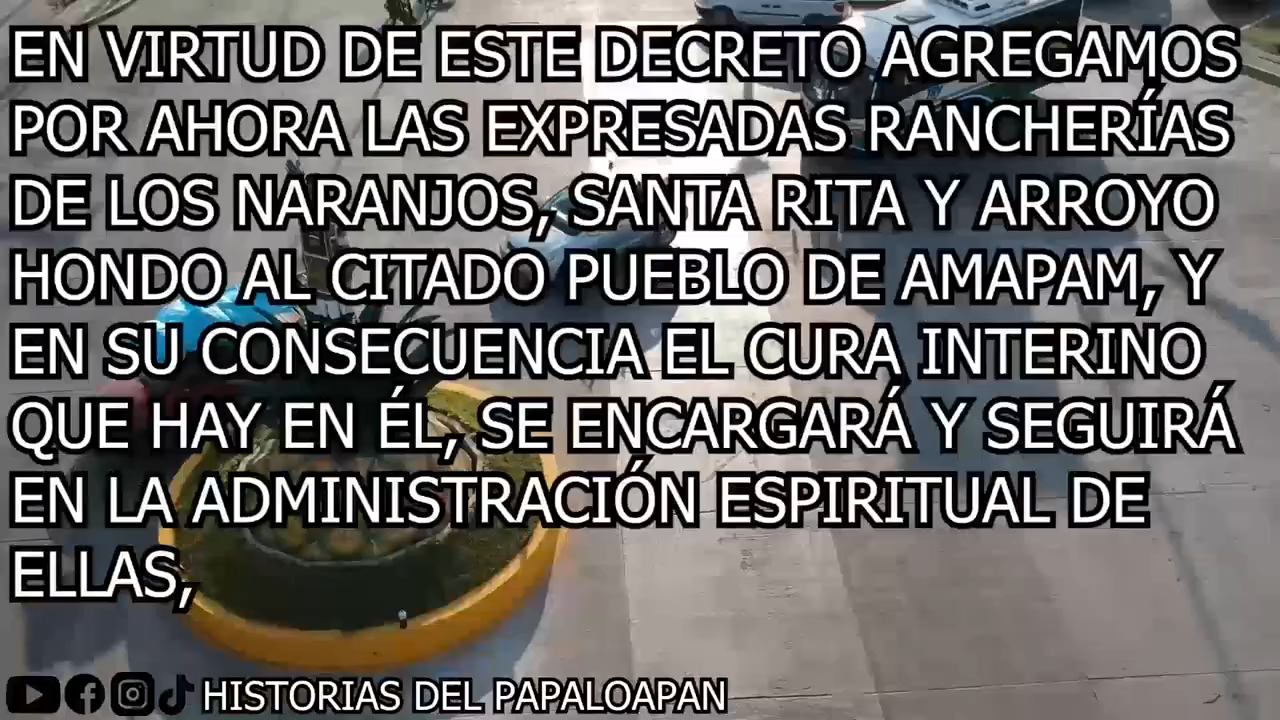 EN VIRTUD DE ESTE DECRETO AGREGAMOS
POR AHORA LAS EXPRESADAS RANCHERÍAS
DE LOS NARANJOS, SANTA RITA Y ARROYO
HONDO AL CITADO PUEBLO DE AMAPAM, Y
EN SU CONSECUENCIA EL CURA INTERINO
QUE HAY EN ÉL, SE ENCARGARÁ Y SEGUIRÁ
EN LA ADMINISTRACIÓN ESPIRITUAL DE
ELLAS,
HISTORIAS DEL PAPALOAPAN